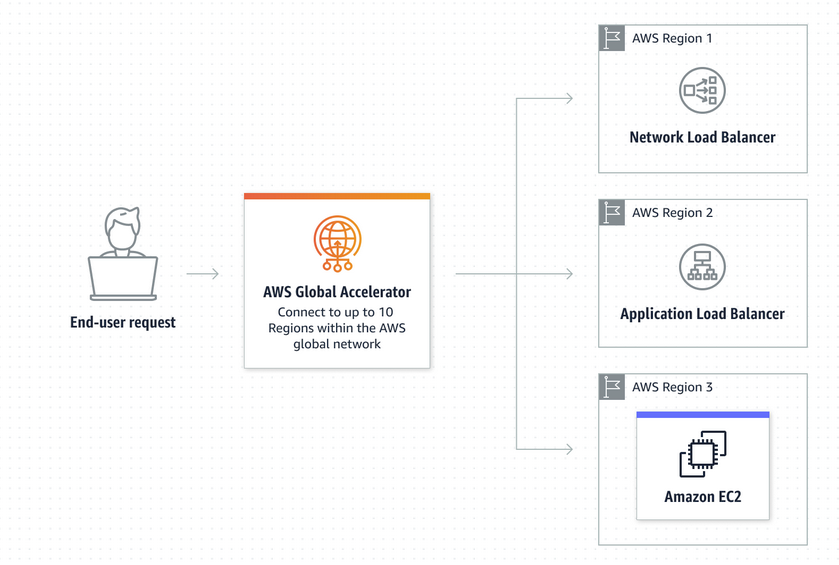 End-user request
AWS Global Accelerator
Connect to up to 10
Regions within the AWS
global network
AWS Region 1
Network Load Balancer
AWS Region 2
Application Load Balancer
AWS Region 3
Amazon EC2